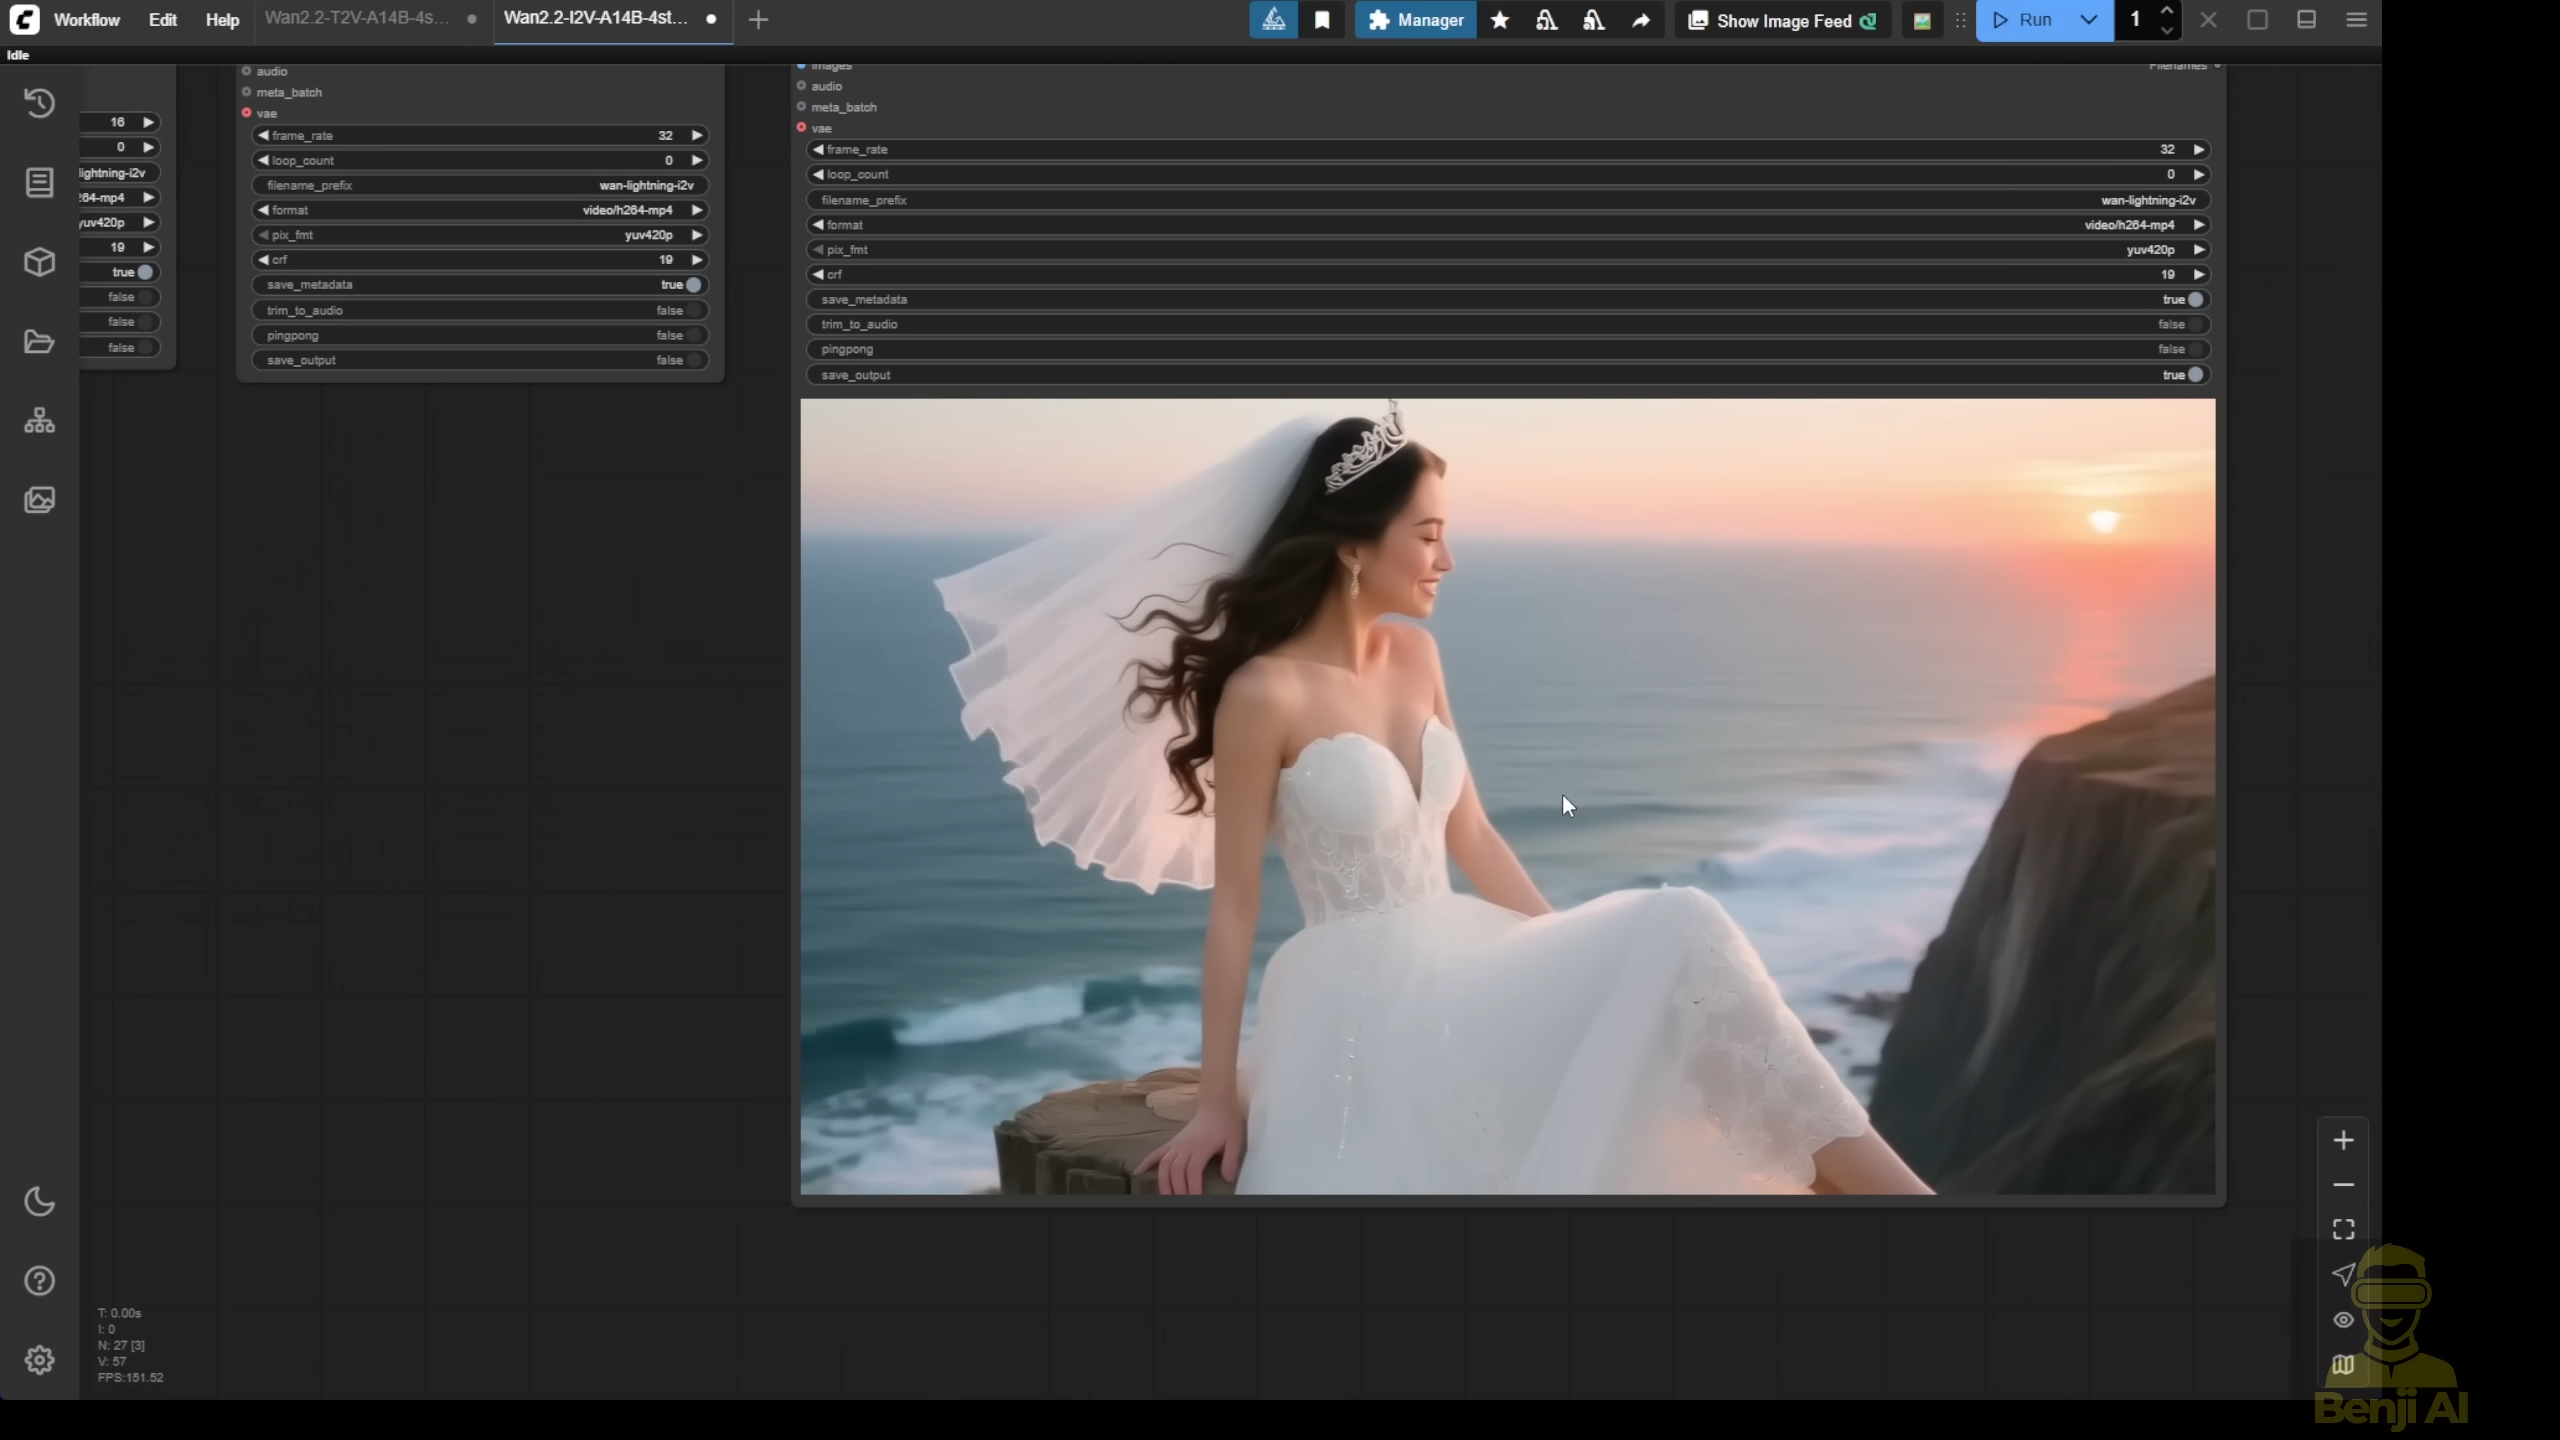 Workflow Edit Help Wan2.2-T2V-A14B-4s... Wan2.2-I2V-A14B-4st... Manager Show Image Feed Run 1
Idle
16
0
lightning-i2v
264-mp4
yuv420p
19
true
false
false
false
audio
meta_batch
vae
frame_rate 32
loop_count 0
filename_prefix wan-lightning-i2v
format video/h264-mp4
pix_fmt yuv420p
crf 19
save_metadata true
trim_to_audio false
pingpong false
save_output false
images Filenames
audio
meta_batch
vae
frame_rate 32
loop_count 0
filename_prefix wan-lightning-i2v
format video/h264-mp4
pix_fmt yuv420p
crf 19
save_metadata true
trim_to_audio false
pingpong false
save_output true
T: 0.00s
I: 0
N: 27 [3]
V: 57
FPS:151.52
Benji AI